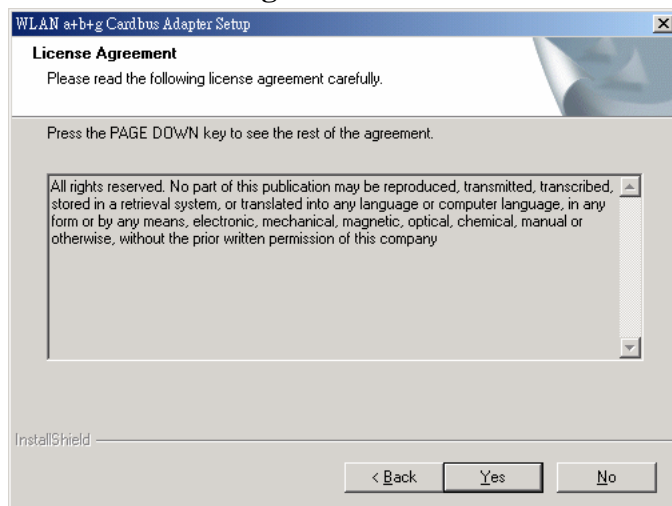 WLAN a+b+g Cardbus Adapter Setup
License Agreement
Please read the following license agreement carefully.
Press the PAGE DOWN key to see the rest of the agreement.
All rights reserved. No part of this publication may be reproduced, transmitted, transcribed,
stored in a retrieval system, or translated into any language or computer language, in any
form or by any means, electronic, mechanical, magnetic, optical, chemical, manual or
otherwise, without the prior written permission of this company
InstallShield
< Back Yes No